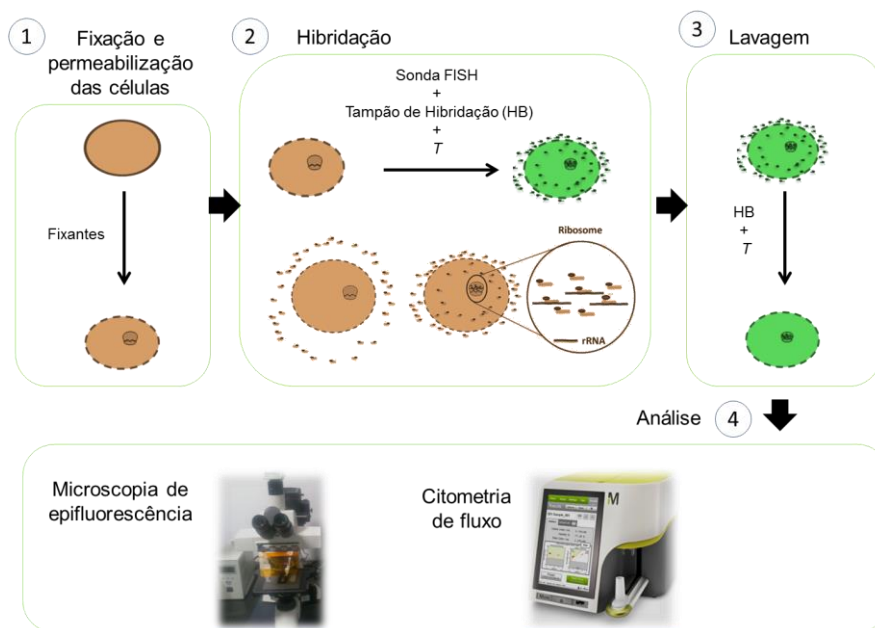 1
Fixação e
permeabilização
das células
Fixantes
2
Hibridação
Sonda FISH
+
Tampão de Hibridação (HB)
+
T
Ribosome
rRNA
3
Lavagem
HB
+
T
Análise
4
Microscopia de
epifluorescência
Citometria
de fluxo
M